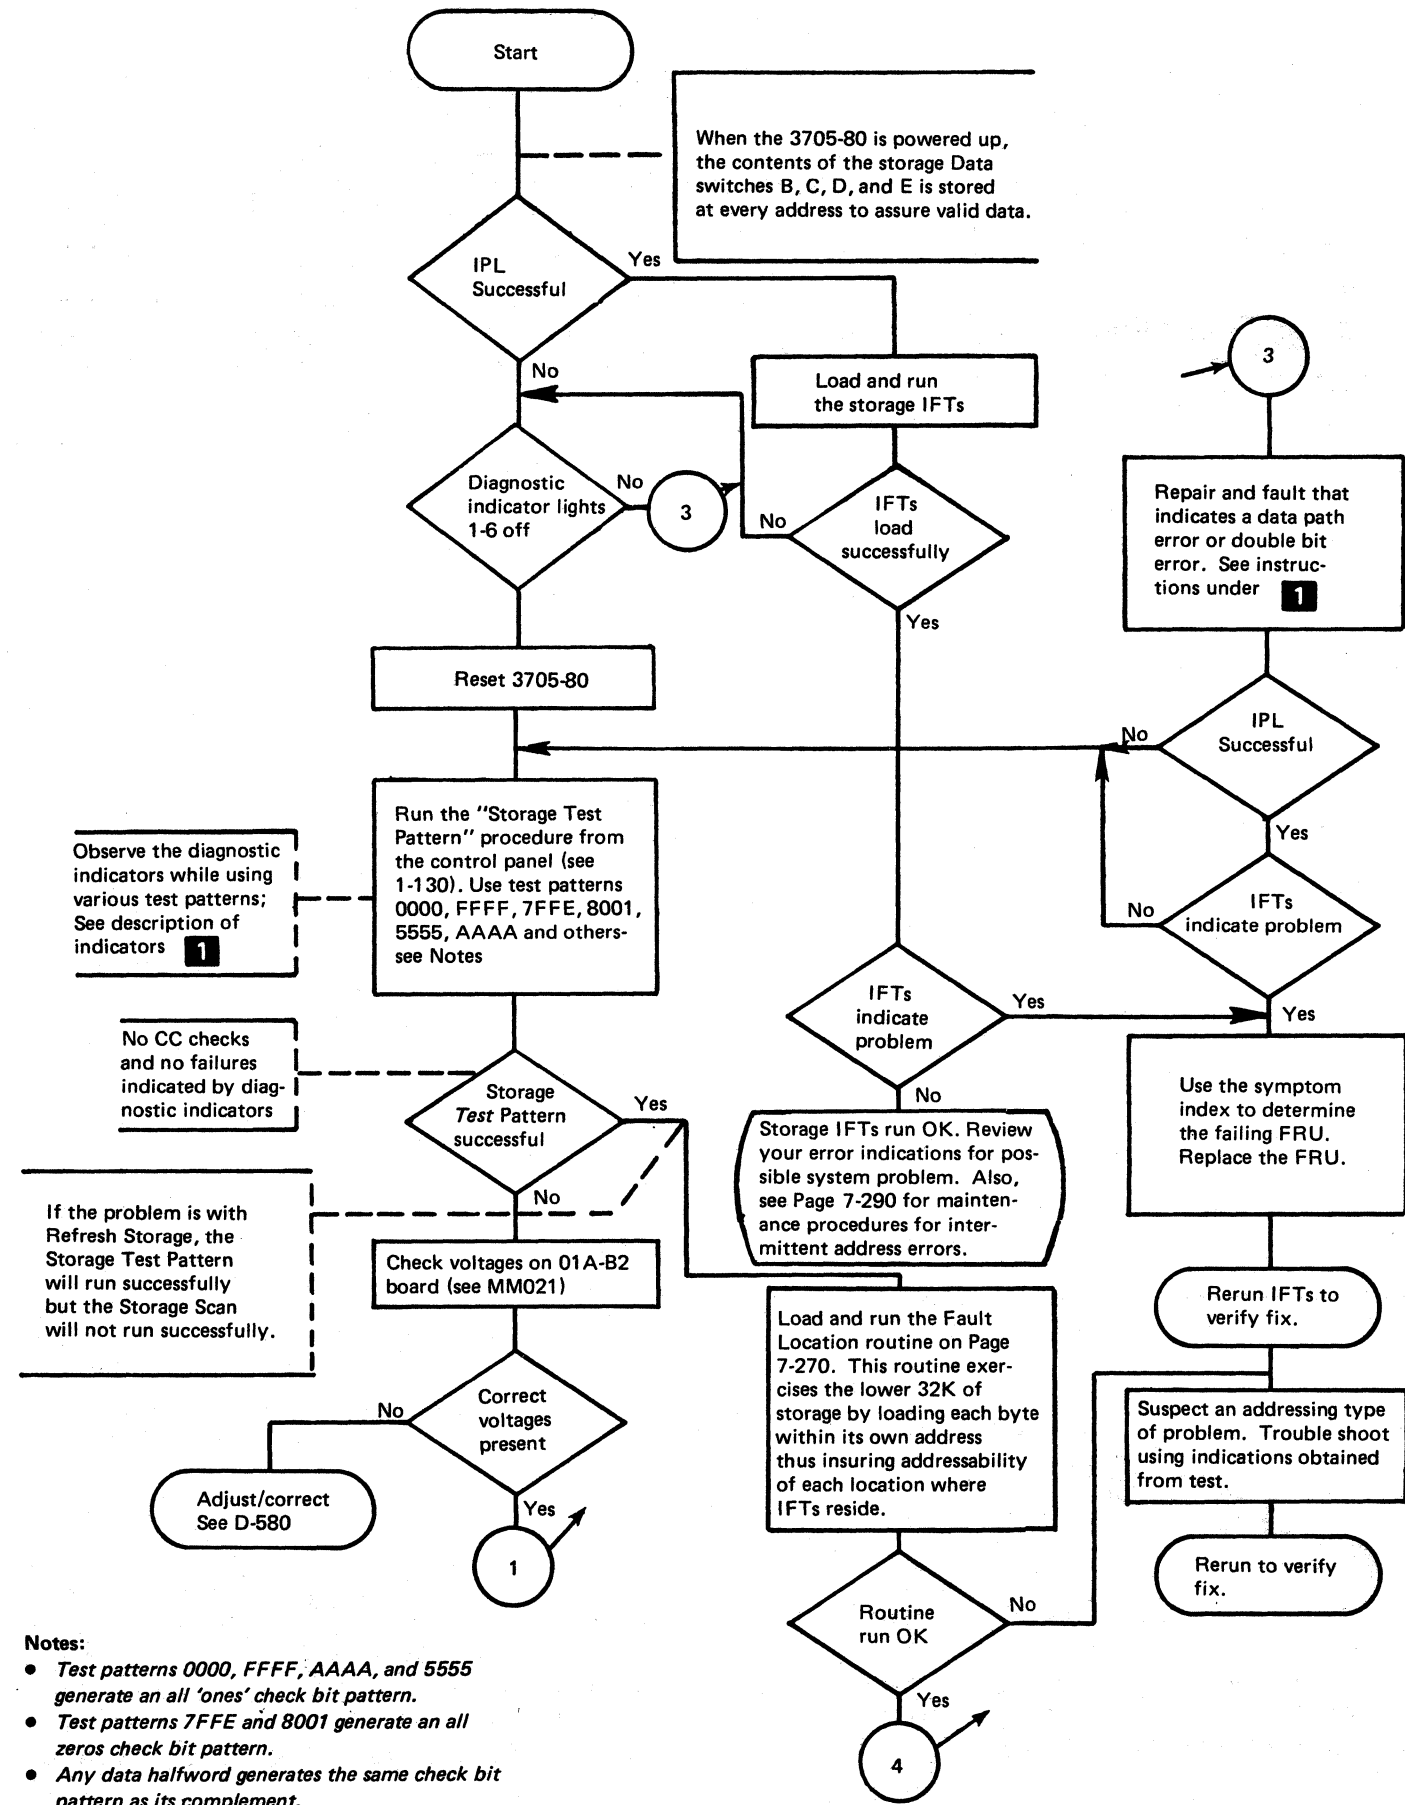 Start
When the 3705-80 is powered up,
the contents of the storage Data
switches B, C, D, and E is stored
at every address to assure valid data.
IPL
Successful
Yes
No
Load and run
the storage IFTs
Diagnostic
indicator lights
1-6 off
No
3
IFTs
load
successfully
No
Yes
3
Repair and fault that
indicates a data path
error or double bit
error. See instruc-
tions under 1
Reset 3705-80
IPL
Successful
No
Yes
Run the "Storage Test
Pattern" procedure from
the control panel (see
1-130). Use test patterns
0000, FFFF, 7FFE, 8001,
5555, AAAA and others-
see Notes
Observe the diagnostic
indicators while using
various test patterns;
See description of
indicators 1
IFTs
indicate problem
No
Yes
No CC checks
and no failures
indicated by diag-
nostic indicators
IFTs
indicate
problem
Yes
No
Storage
Test Pattern
successful
Yes
No
Use the symptom
index to determine
the failing FRU.
Replace the FRU.
Storage IFTs run OK. Review
your error indications for pos-
sible system problem. Also,
see Page 7-290 for mainten-
ance procedures for inter-
mittent address errors.
If the problem is with
Refresh Storage, the
Storage Test Pattern
will run successfully
but the Storage Scan
will not run successfully.
Check voltages on 01A-B2
board (see MM021)
Rerun IFTs to
verify fix.
Load and run the Fault
Location routine on Page
7-270. This routine exer-
cises the lower 32K of
storage by loading each byte
within its own address
thus insuring addressability
of each location where
IFTs reside.
Correct
voltages
present
No
Yes
Suspect an addressing type
of problem. Trouble shoot
using indications obtained
from test.
Adjust/correct
See D-580
1
Rerun to verify
fix.
Routine
run OK
No
Yes
4
Notes:
● Test patterns 0000, FFFF, AAAA, and 5555
generate an all 'ones' check bit pattern.
● Test patterns 7FFE and 8001 generate an all
zeros check bit pattern.
● Any data halfword generates the same check bit
pattern as its complement.